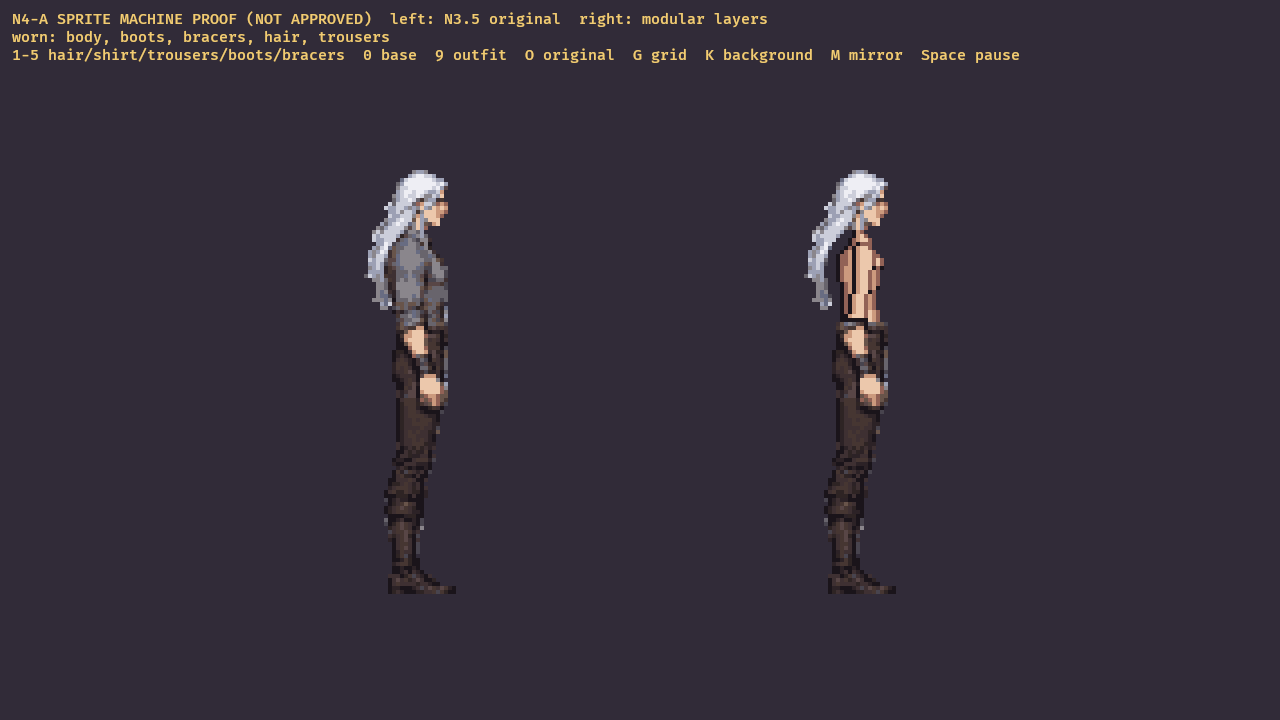 N4-A SPRITE MACHINE PROOF (NOT APPROVED)  left: N3.5 original  right: modular layers
worn: body, boots, bracers, hair, trousers
1-5 hair/shirt/trousers/boots/bracers  0 base  9 outfit  O original  G grid  K background  M mirror  Space pause